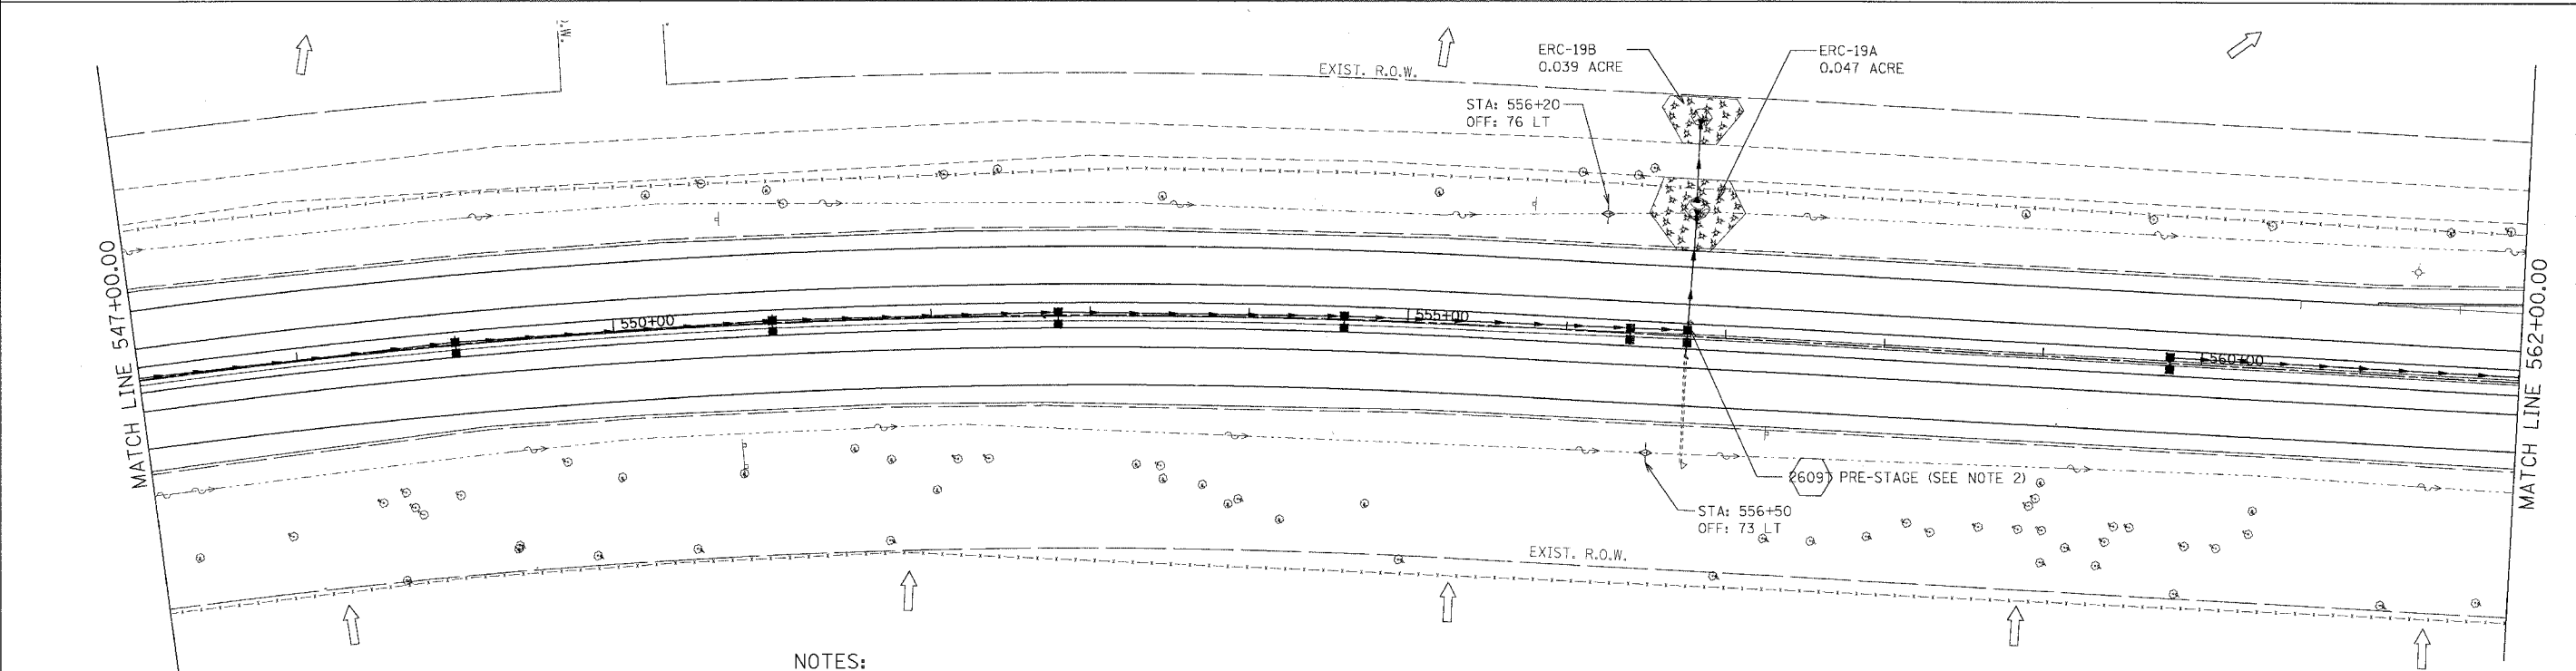 .W.
EXIST. R.O.W.
ERC-19B
0.039 ACRE
ERC-19A
0.047 ACRE
STA: 556+20
OFF: 76 LT
MATCH LINE 547+00.00
550+00
555+00
560+00
MATCH LINE 562+00.00
2609 PRE-STAGE (SEE NOTE 2)
STA: 556+50
OFF: 73 LT
EXIST. R.O.W.
NOTES: